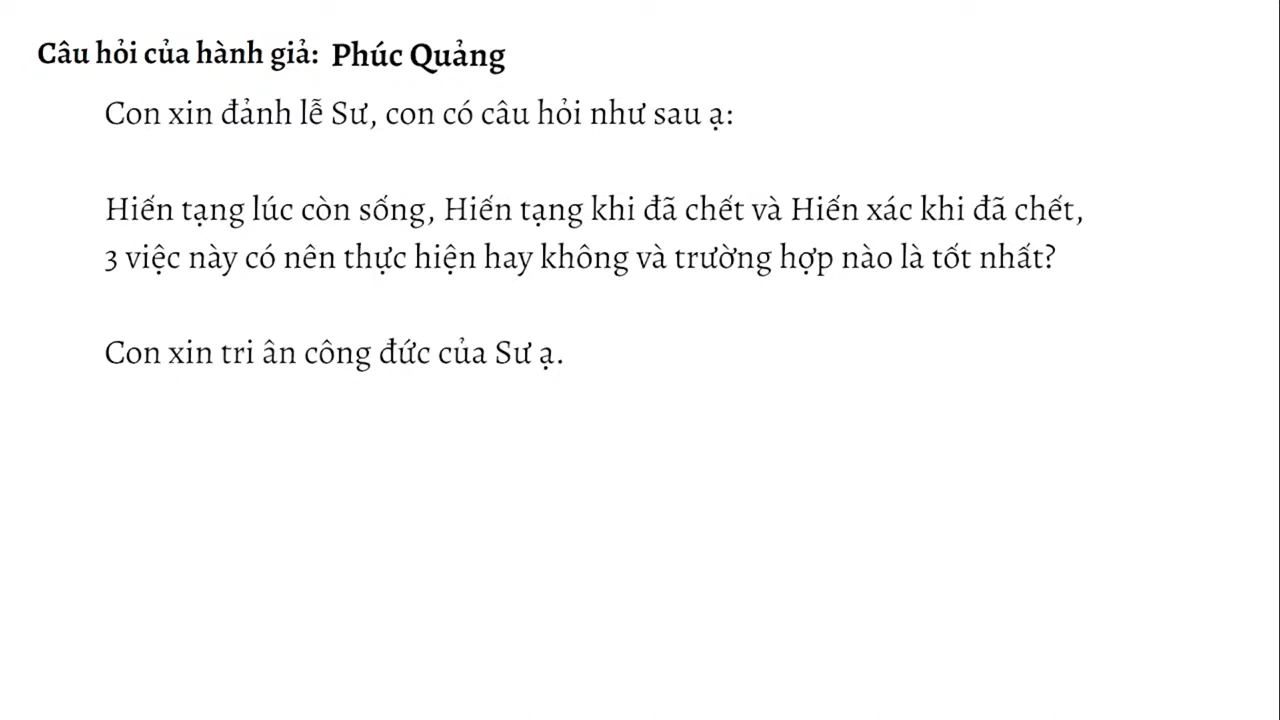 Câu hỏi của hành giả: Phúc Quảng
Con xin đảnh lễ Sư, con có câu hỏi như sau ạ:
Hiến tạng lúc còn sống, Hiến tạng khi đã chết và Hiến xác khi đã chết,
3 việc này có nên thực hiện hay không và trường hợp nào là tốt nhất?
Con xin tri ân công đức của Sư ạ.